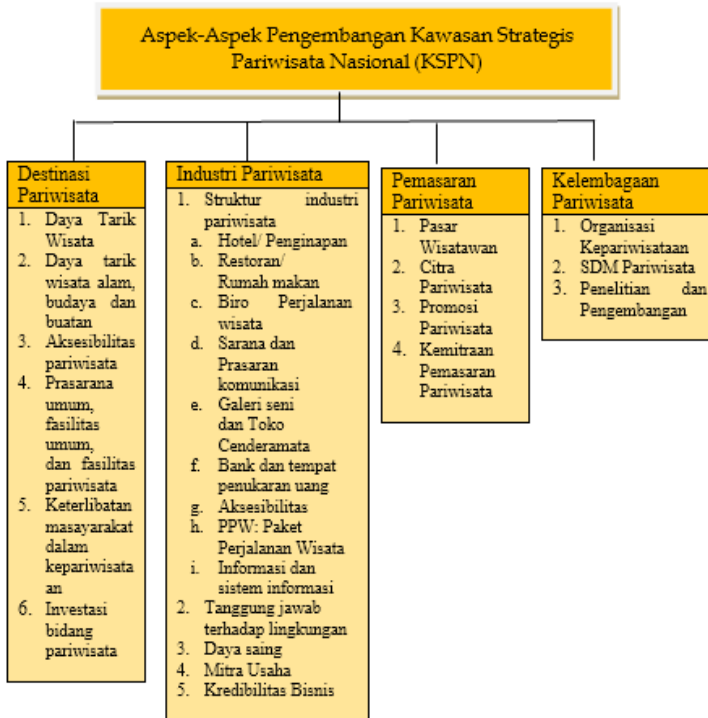 Aspek-Aspek Pengembangan Kawasan Strategis
Pariwisata Nasional (KSPN)
Destinasi
Pariwisata
1. Daya Tarik
Wisata
2. Daya tarik
wisata alam,
budaya dan
buatan
3. Aksesibilitas
pariwisata
4. Prasarana
umum,
fasilitas
umum,
dan fasilitas
pariwisata
5. Keterlibatan
masayarakat
dalam
kepariwisata
an
6. Investasi
bidang
pariwisata
Industri Pariwisata
1. Struktur industri
pariwisata
a. Hotel/ Penginapan
b. Restoran/
Rumah makan
c. Biro Perjalanan
wisata
d. Sarana dan
Prasaran
komunikasi
e. Galeri seni
dan Toko
Cenderamata
f. Bank dan tempat
penukaran uang
g. Aksesibilitas
h. PPW: Paket
Perjalanan Wisata
i. Informasi dan
sistem informasi
2. Tanggung jawab
terhadap lingkungan
3. Daya saing
4. Mitra Usaha
5. Kredibilitas Bisnis
Pemasaran
Pariwisata
1. Pasar
Wisatawan
2. Citra
Pariwisata
3. Promosi
Pariwisata
4. Kemitraan
Pemasaran
Pariwisata
Kelembagaan
Pariwisata
1. Organisasi
Kepariwisataan
2. SDM Pariwisata
3. Penelitian dan
Pengembangan